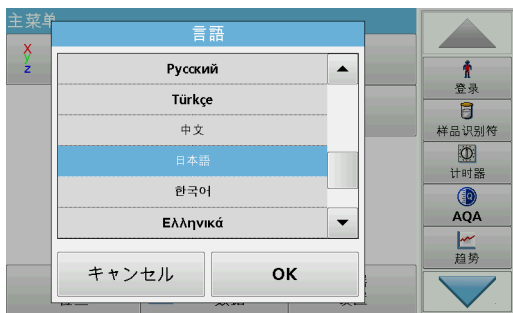 主菜单
言語
x
y
z
Русский
Türkçe
中文
日本語
한국어
Ελληνικά
キャンセル
OK
登录
样品识别符
计时器
AQA
趋势